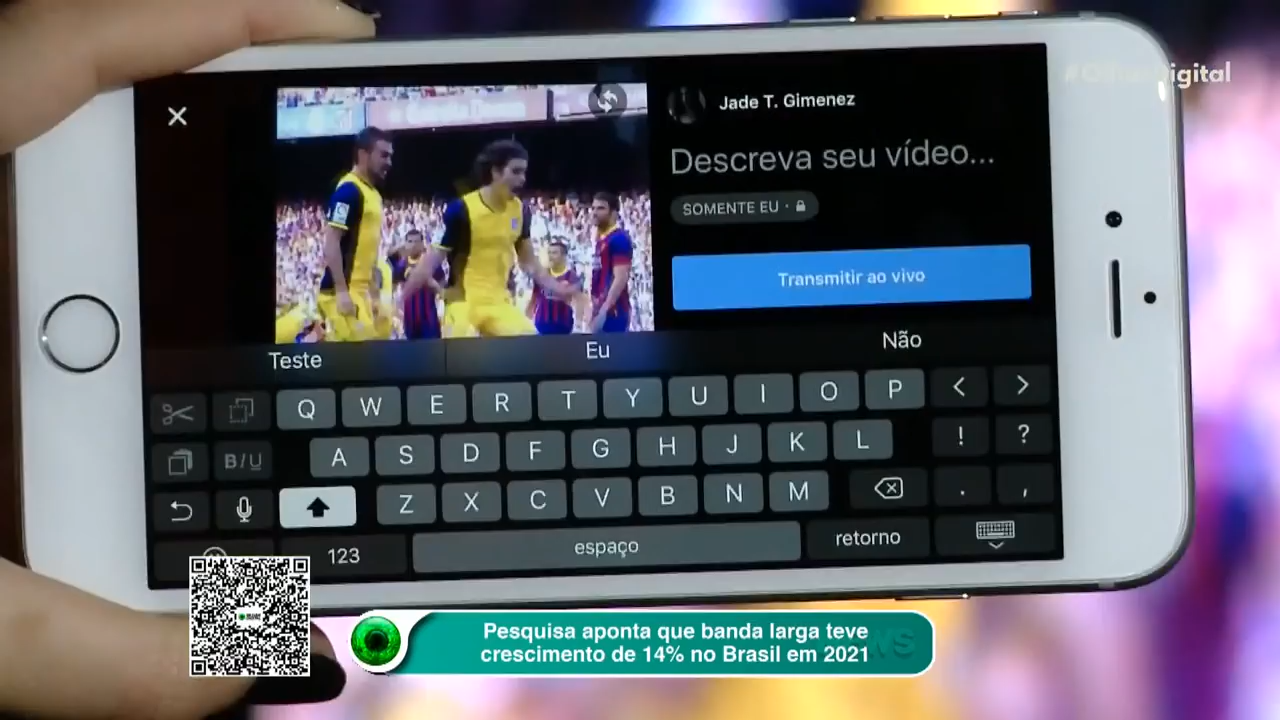 Jade T. Gimenez
Descreva seu vídeo...
SOMENTE EU ·
Transmitir ao vivo
Teste Eu Não
Q W E R T Y U I O P < >
A S D F G H J K L ! ?
B/U
Z X C V B N M . ,
123 espaço retorno
Pesquisa aponta que banda larga teve
crescimento de 14% no Brasil em 2021